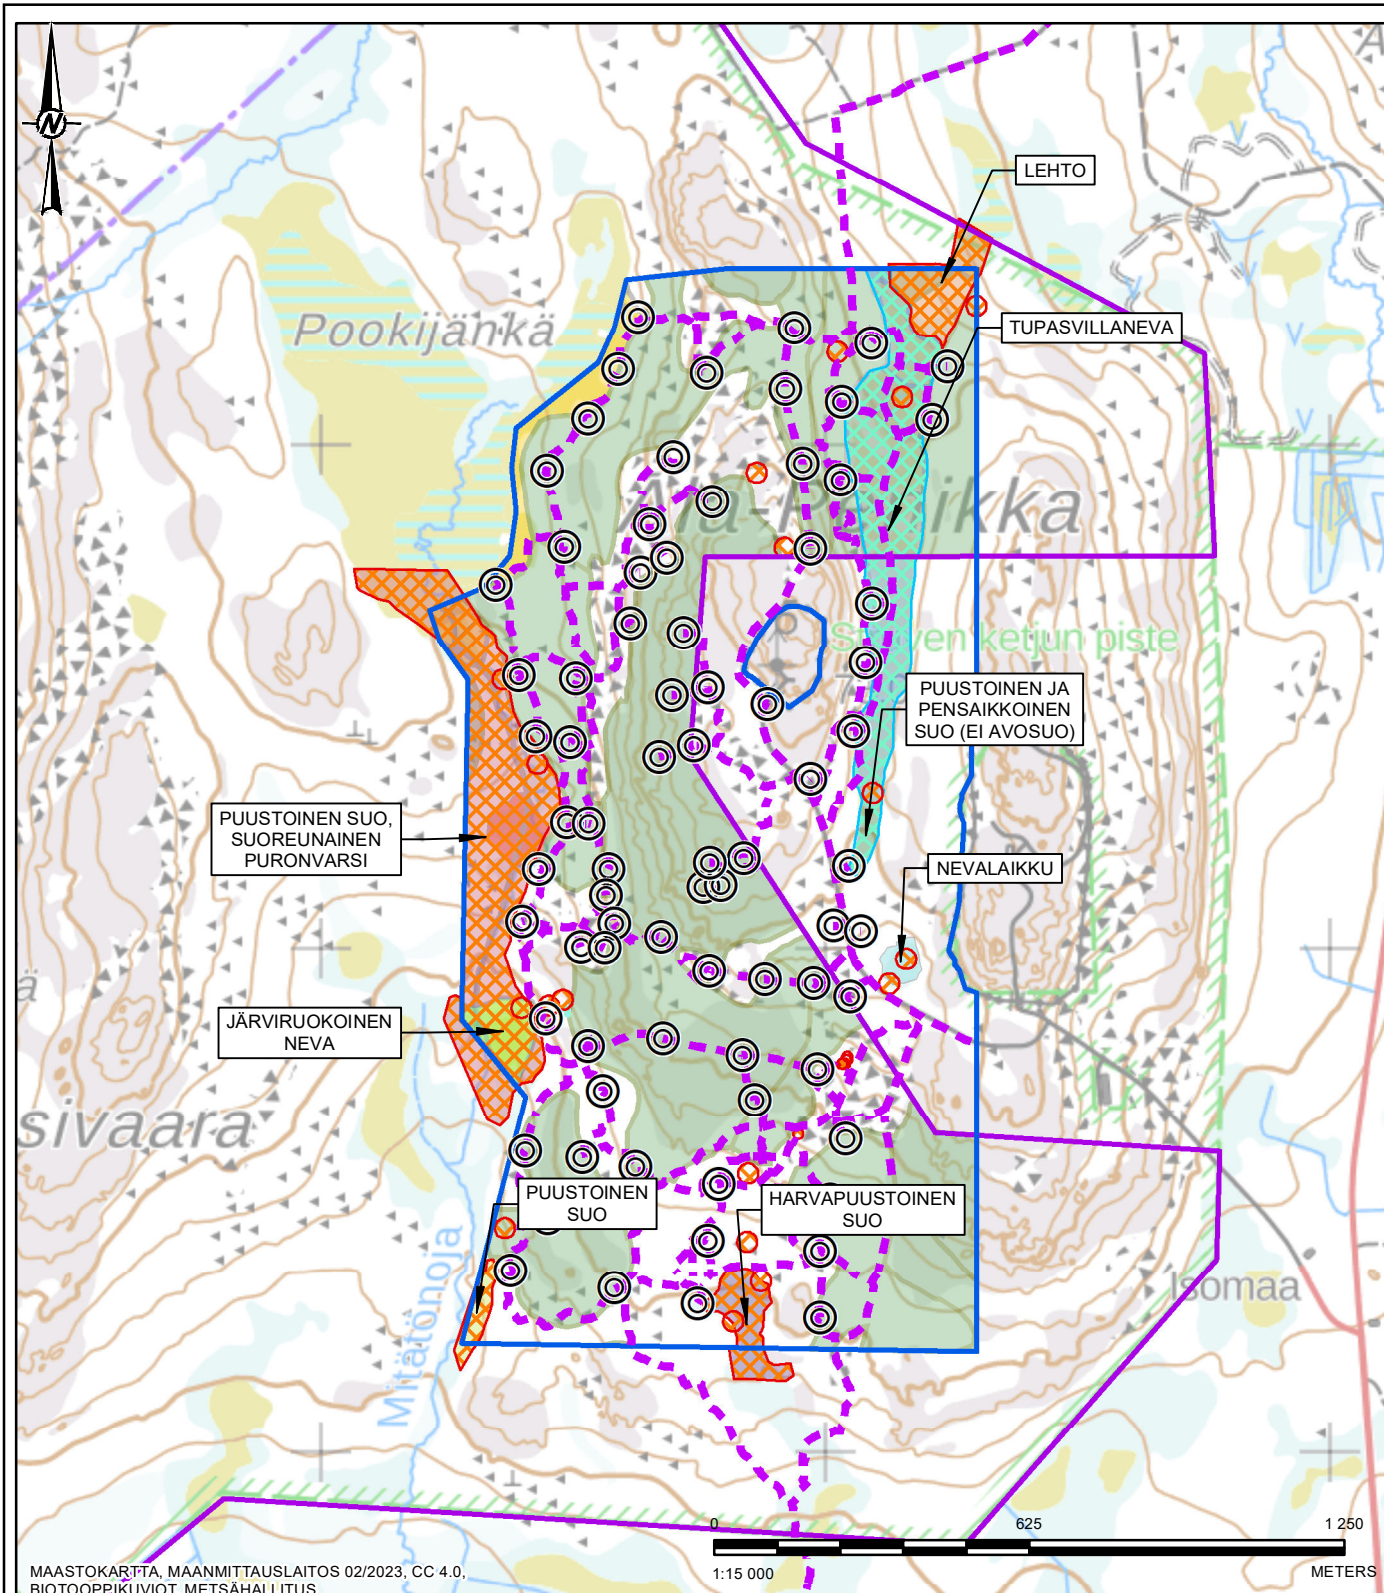 N
LEHTO
TUPASVILLANEVA
Pookijänkä
PUUSTOINEN JA
PENSAIKKOINEN
SUO (EI AVOSUO)
PUUSTOINEN SUO,
SUOREUNAINEN
PURONVARSI
NEVALAIKKU
JÄRVIRUOKOINEN
NEVA
sivaara
PUUSTOINEN
SUO
HARVAPUUSTOINEN
SUO
Mitätönoja
Isomaa
0 625 1 250
1:15 000 METERS
MAASTOKARTTA, MAANMITTAUSLAITOS 02/2023, CC 4.0,
BIOTOOPPIKUVIOT, METSÄHALLITUS
ketjun piste